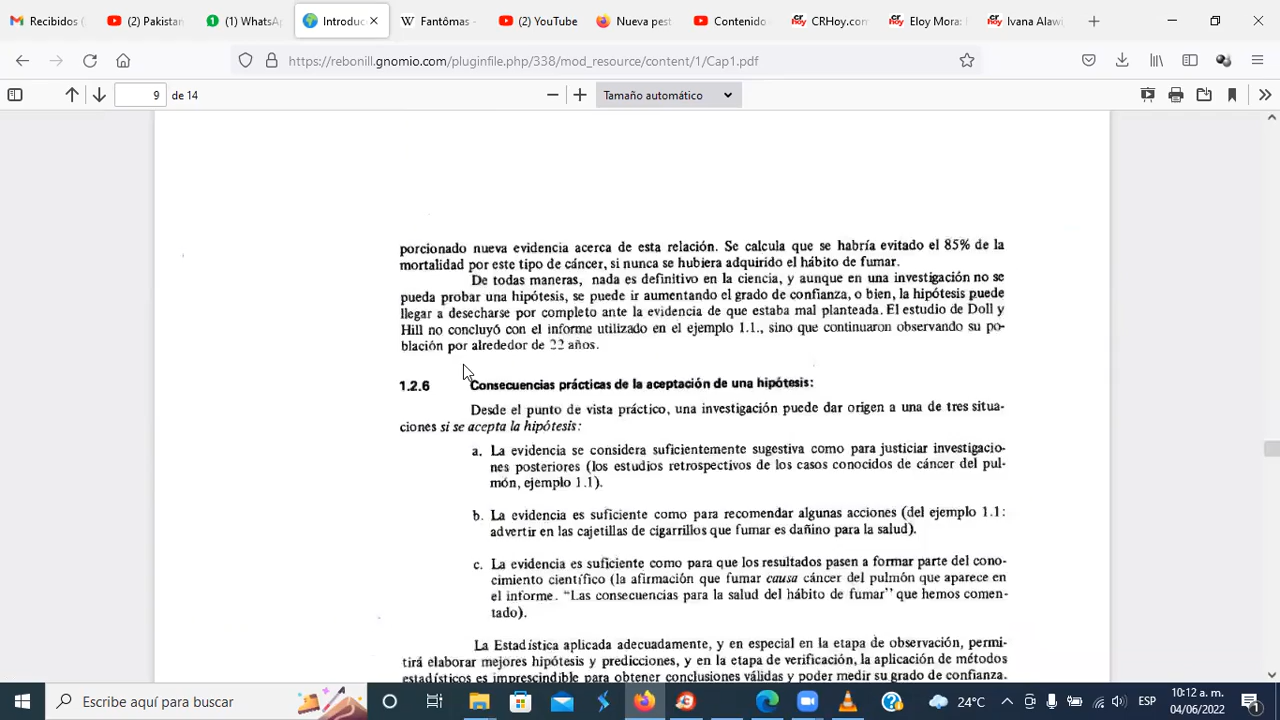 Recibidos (
(2) Pakistan
(1) WhatsA
Introduc
Fantômas -
(2) YouTube
Nueva pest
Contenido
CRHoy.con
Eloy Mora:
Ivana Alawi
https://rebonill.gnomio.com/pluginfile.php/338/mod_resource/content/1/Cap1.pdf
9 de 14
Tamaño automático
porcionado nueva evidencia acerca de esta relación. Se calcula que se habría evitado el 85% de la
mortalidad por este tipo de cáncer, si nunca se hubiera adquirido el hábito de fumar.
De todas maneras, nada es definitivo en la ciencia, y aunque en una investigación no se
pueda probar una hipótesis, se puede ir aumentando el grado de confianza, o bien, la hipótesis puede
llegar a desecharse por completo ante la evidencia de que estaba mal planteada. El estudio de Doll y
Hill no concluyó con el informe utilizado en el ejemplo 1.1., sino que continuaron observando su po-
blación por alrededor de 22 años.
1.2.6 Consecuencias prácticas de la aceptación de una hipótesis:
Desde el punto de vista práctico, una investigación puede dar origen a una de tres situa-
ciones si se acepta la hipótesis:
a. La evidencia se considera suficientemente sugestiva como para justiciar investigacio-
nes posteriores (los estudios retrospectivos de los casos conocidos de cáncer del pul-
món, ejemplo 1.1).
b. La evidencia es suficiente como para recomendar algunas acciones (del ejemplo 1.1:
advertir en las cajetillas de cigarrillos que fumar es dañino para la salud).
c. La evidencia es suficiente como para que los resultados pasen a formar parte del cono-
cimiento científico (la afirmación que fumar causa cáncer del pulmón que aparece en
el informe. "Las consecuencias para la salud del hábito de fumar" que hemos comen-
tado).
La Estadística aplicada adecuadamente, y en especial en la etapa de observación, permi-
tirá elaborar mejores hipótesis y predicciones, y en la etapa de verificación, la aplicación de métodos
estadísticos es imprescindible para obtener conclusiones válidas y poder medir su grado de confianza.
Escribe aquí para buscar
24°C
ESP
10:12 a. m.
04/06/2022
1